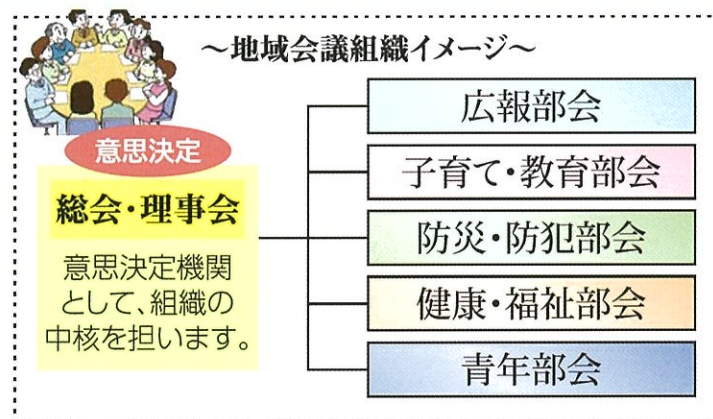 ～地域会議組織イメージ～
意思決定
総会・理事会
意思決定機関
として、組織の
中核を担います。
広報部会
子育て・教育部会
防災・防犯部会
健康・福祉部会
青年部会